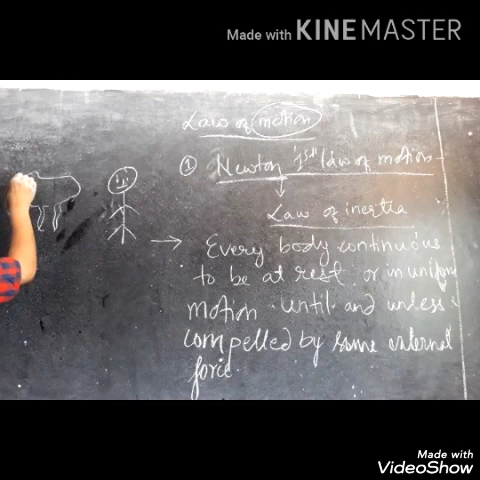 Made with KINEMASTER
Law of motion
① Newton 'jst law of motion
Law of inertia
Every body continuous
to be at rest or in uniform
motion until and unless
compelled by some external
force.
Made with
VideoShow